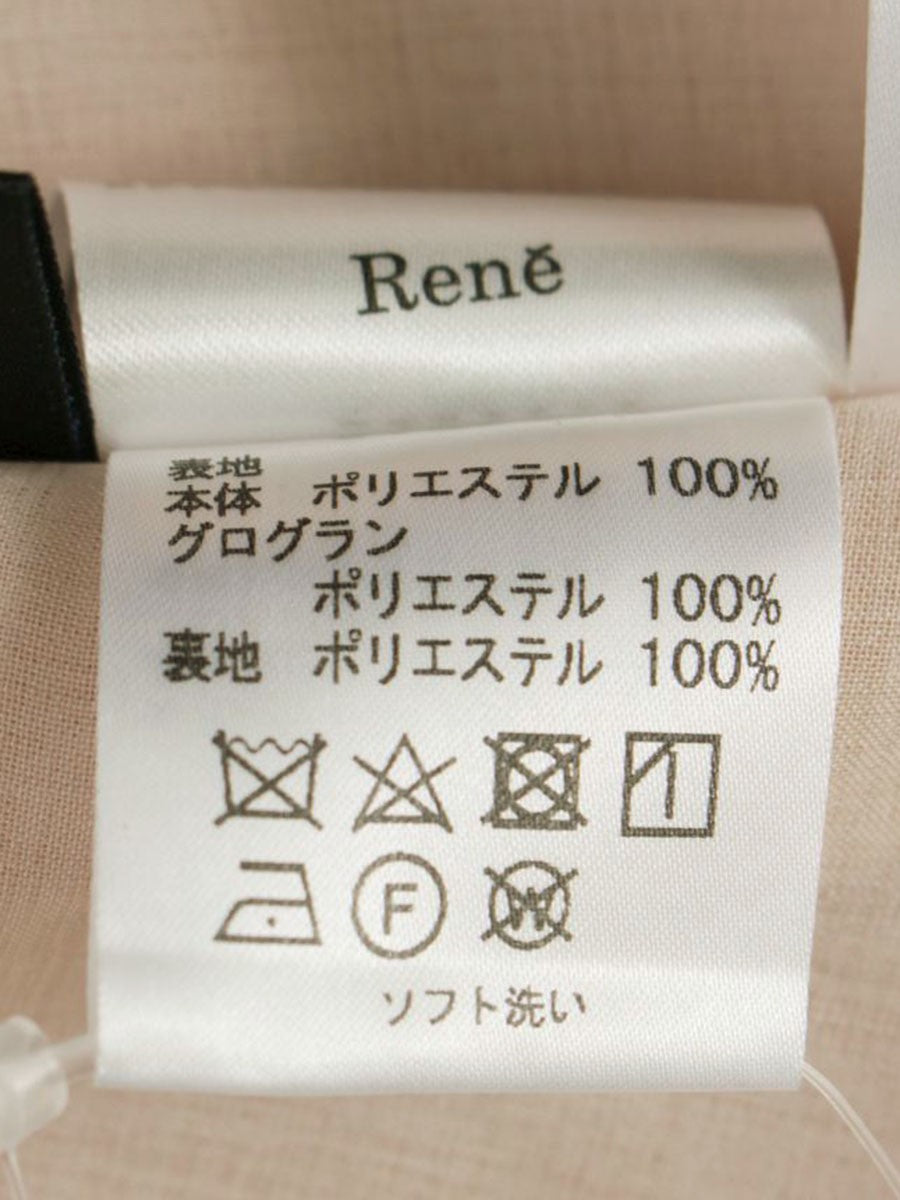 René
表地
本体 ポリエステル 100%
グログラン
ポリエステル 100%
裏地 ポリエステル 100%
F
W
ソフト洗い